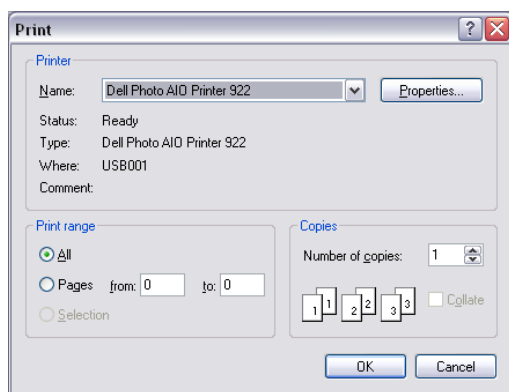 Print
Printer
Name: Dell Photo AIO Printer 922 Properties...
Status: Ready
Type: Dell Photo AIO Printer 922
Where: USB001
Comment:
Print range
All
Pages from: 0 to: 0
Selection
Copies
Number of copies: 1
1 1 2 2 3 3 Collate
OK Cancel